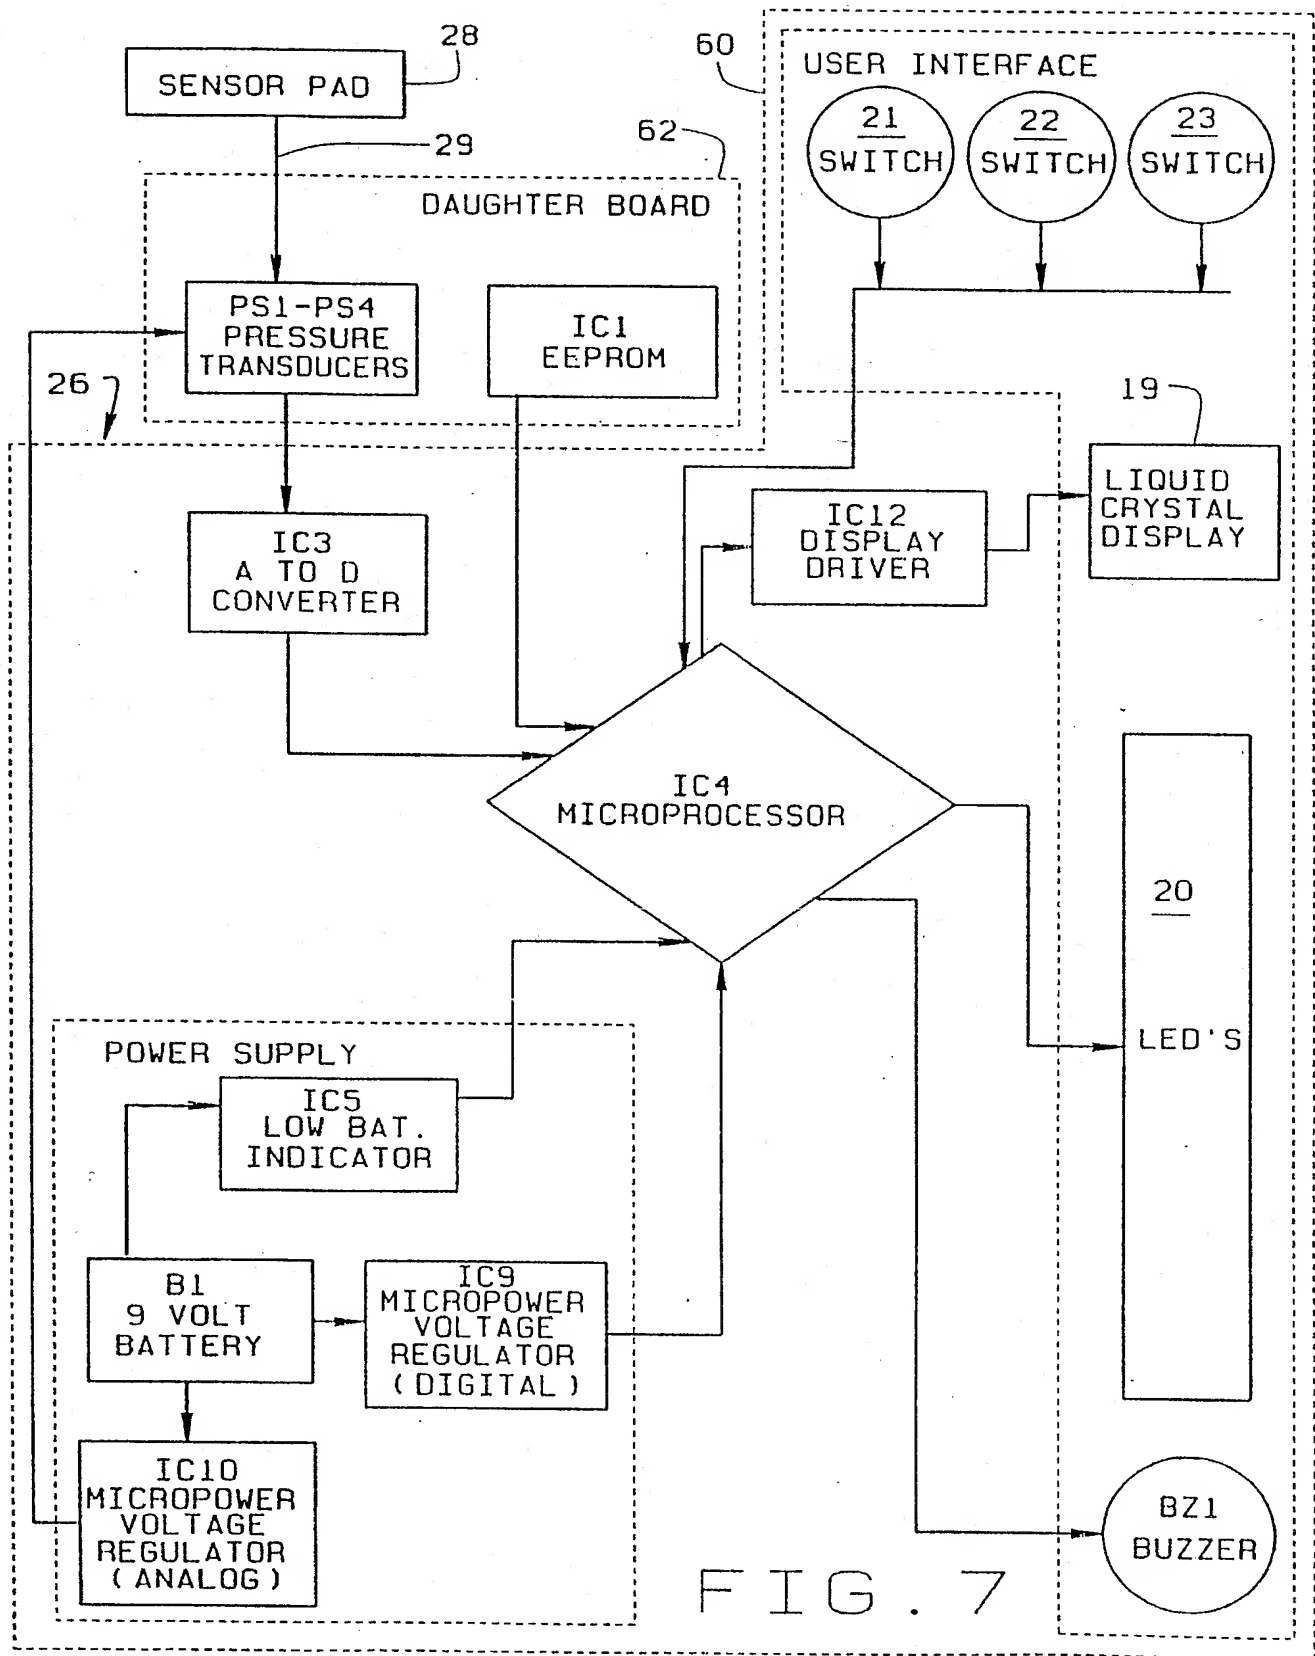 28
SENSOR PAD
29
62
60
USER INTERFACE
21
SWITCH
22
SWITCH
23
SWITCH
DAUGHTER BOARD
PS1-PS4
PRESSURE
TRANSDUCERS
IC1
EEPROM
26
19
LIQUID
CRYSTAL
DISPLAY
IC12
DISPLAY
DRIVER
IC3
A TO D
CONVERTER
IC4
MICROPROCESSOR
20
LED'S
POWER SUPPLY
IC5
LOW BAT.
INDICATOR
B1
9 VOLT
BATTERY
IC9
MICROPOWER
VOLTAGE
REGULATOR
(DIGITAL)
IC10
MICROPOWER
VOLTAGE
REGULATOR
(ANALOG)
BZ1
BUZZER
FIG. 7